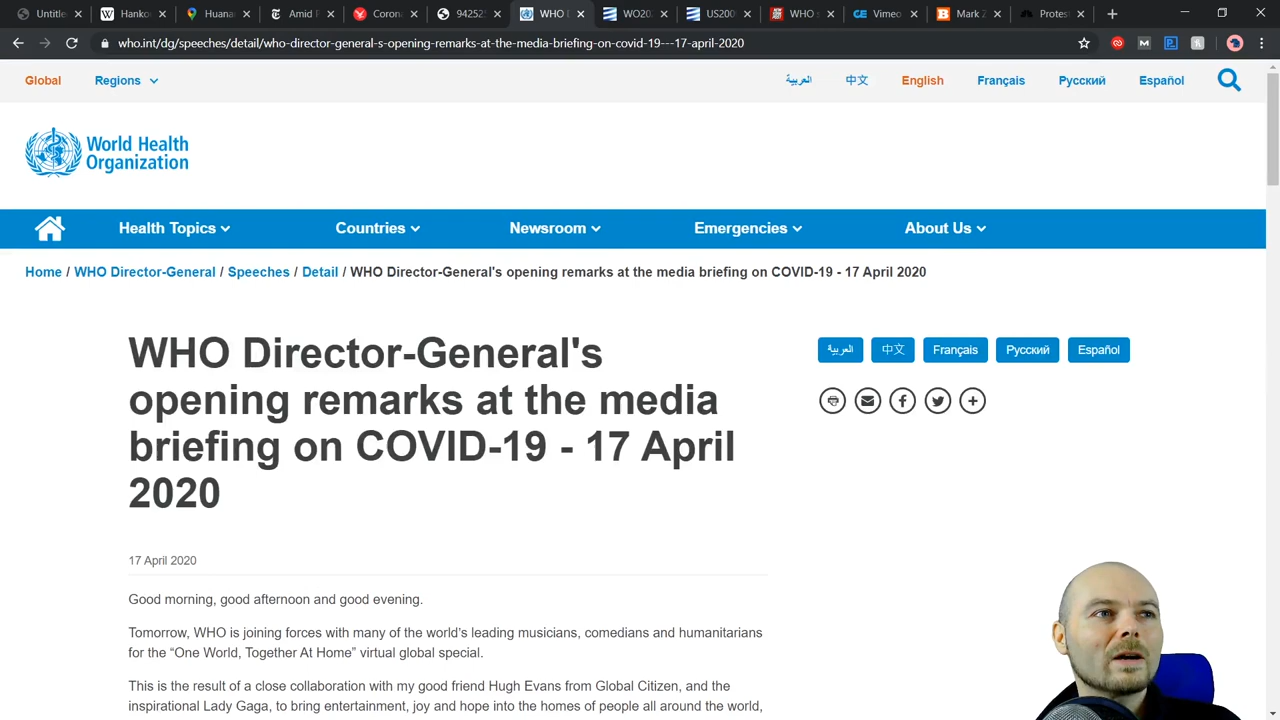 Untitle
Hanko
Huana
Amid P
Coron
94252
WHO D
WO20
US200
WHO s
Vimeo
Mark Z
Protes
who.int/dg/speeches/detail/who-director-general-s-opening-remarks-at-the-media-briefing-on-covid-19---17-april-2020
Global Regions العربية 中文 English Français Русский Español
World Health
Organization
Health Topics Countries Newsroom Emergencies About Us
Home / WHO Director-General / Speeches / Detail / WHO Director-General's opening remarks at the media briefing on COVID-19 - 17 April 2020
WHO Director-General's
opening remarks at the media
briefing on COVID-19 - 17 April
2020
العربية 中文 Français Русский Español
17 April 2020
Good morning, good afternoon and good evening.
Tomorrow, WHO is joining forces with many of the world's leading musicians, comedians and humanitarians
for the “One World, Together At Home” virtual global special.
This is the result of a close collaboration with my good friend Hugh Evans from Global Citizen, and the
inspirational Lady Gaga, to bring entertainment, joy and hope into the homes of people all around the world,